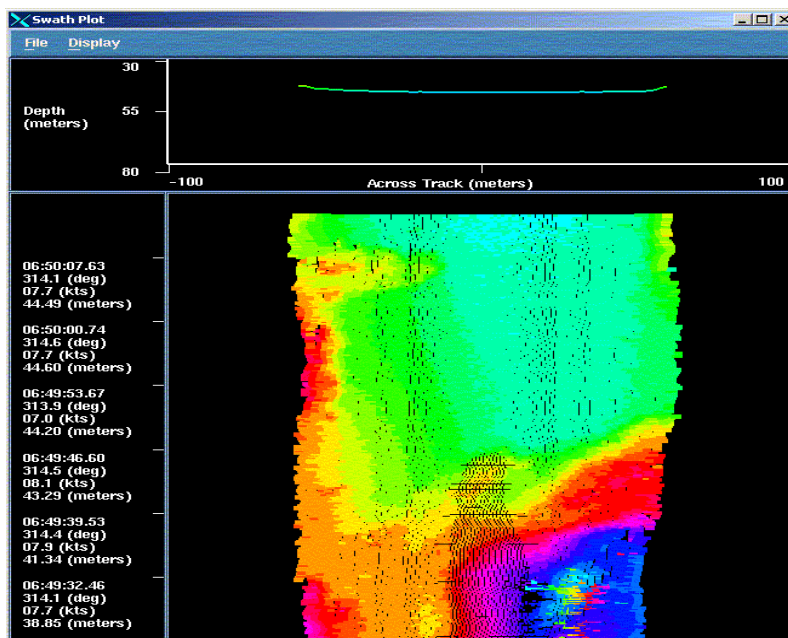 Swath Plot
File Display
30
Depth
(meters)
55
80
-100 Across Track (meters) 100
06:50:07.63
314.1 (deg)
07.7 (kts)
44.49 (meters)
06:50:00.74
314.6 (deg)
07.7 (kts)
44.60 (meters)
06:49:53.67
313.9 (deg)
07.0 (kts)
44.20 (meters)
06:49:46.60
314.5 (deg)
08.1 (kts)
43.29 (meters)
06:49:39.53
314.4 (deg)
07.9 (kts)
41.34 (meters)
06:49:32.46
314.1 (deg)
07.7 (kts)
38.85 (meters)